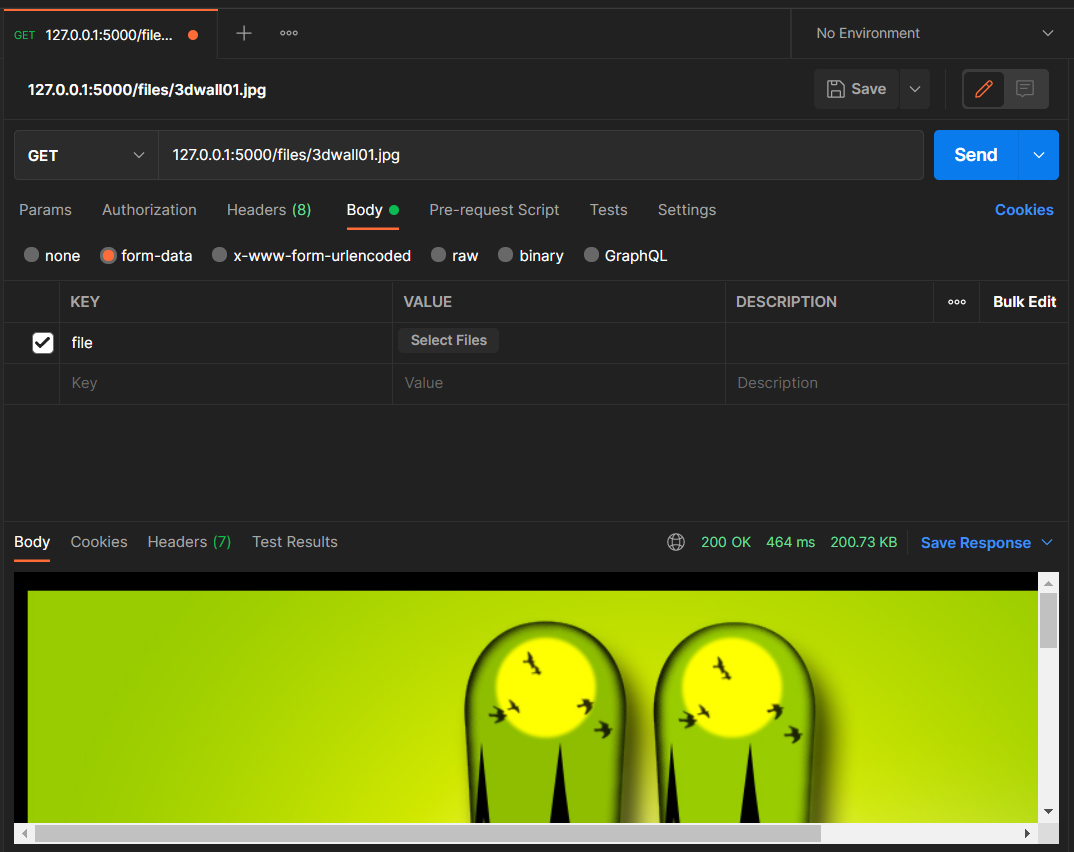 GET 127.0.0.1:5000/file... No Environment
127.0.0.1:5000/files/3dwall01.jpg Save
GET 127.0.0.1:5000/files/3dwall01.jpg Send
Params Authorization Headers (8) Body Pre-request Script Tests Settings Cookies
none form-data x-www-form-urlencoded raw binary GraphQL
KEY VALUE DESCRIPTION Bulk Edit
file Select Files
Key Value Description
Body Cookies Headers (7) Test Results 200 OK 464 ms 200.73 KB Save Response